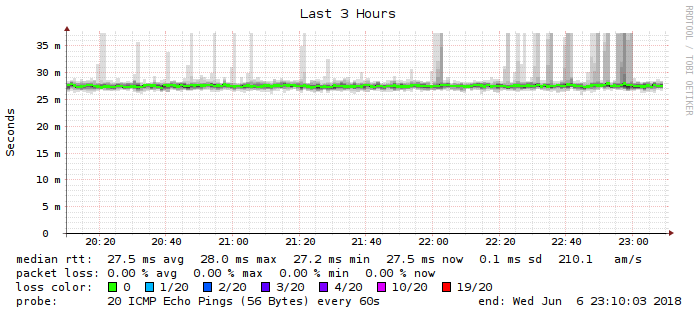 Last 3 Hours
RRDTOOL / TOBI OETIKER
Seconds
35 m
30 m
25 m
20 m
15 m
10 m
5 m
0
20:20 20:40 21:00 21:20 21:40 22:00 22:20 22:40 23:00
median rtt: 27.5 ms avg 28.0 ms max 27.2 ms min 27.5 ms now 0.1 ms sd 210.1 am/s
packet loss: 0.00 % avg 0.00 % max 0.00 % min 0.00 % now
loss color: 0 1/20 2/20 3/20 4/20 10/20 19/20
probe: 20 ICMP Echo Pings (56 Bytes) every 60s end: Wed Jun 6 23:10:03 2018